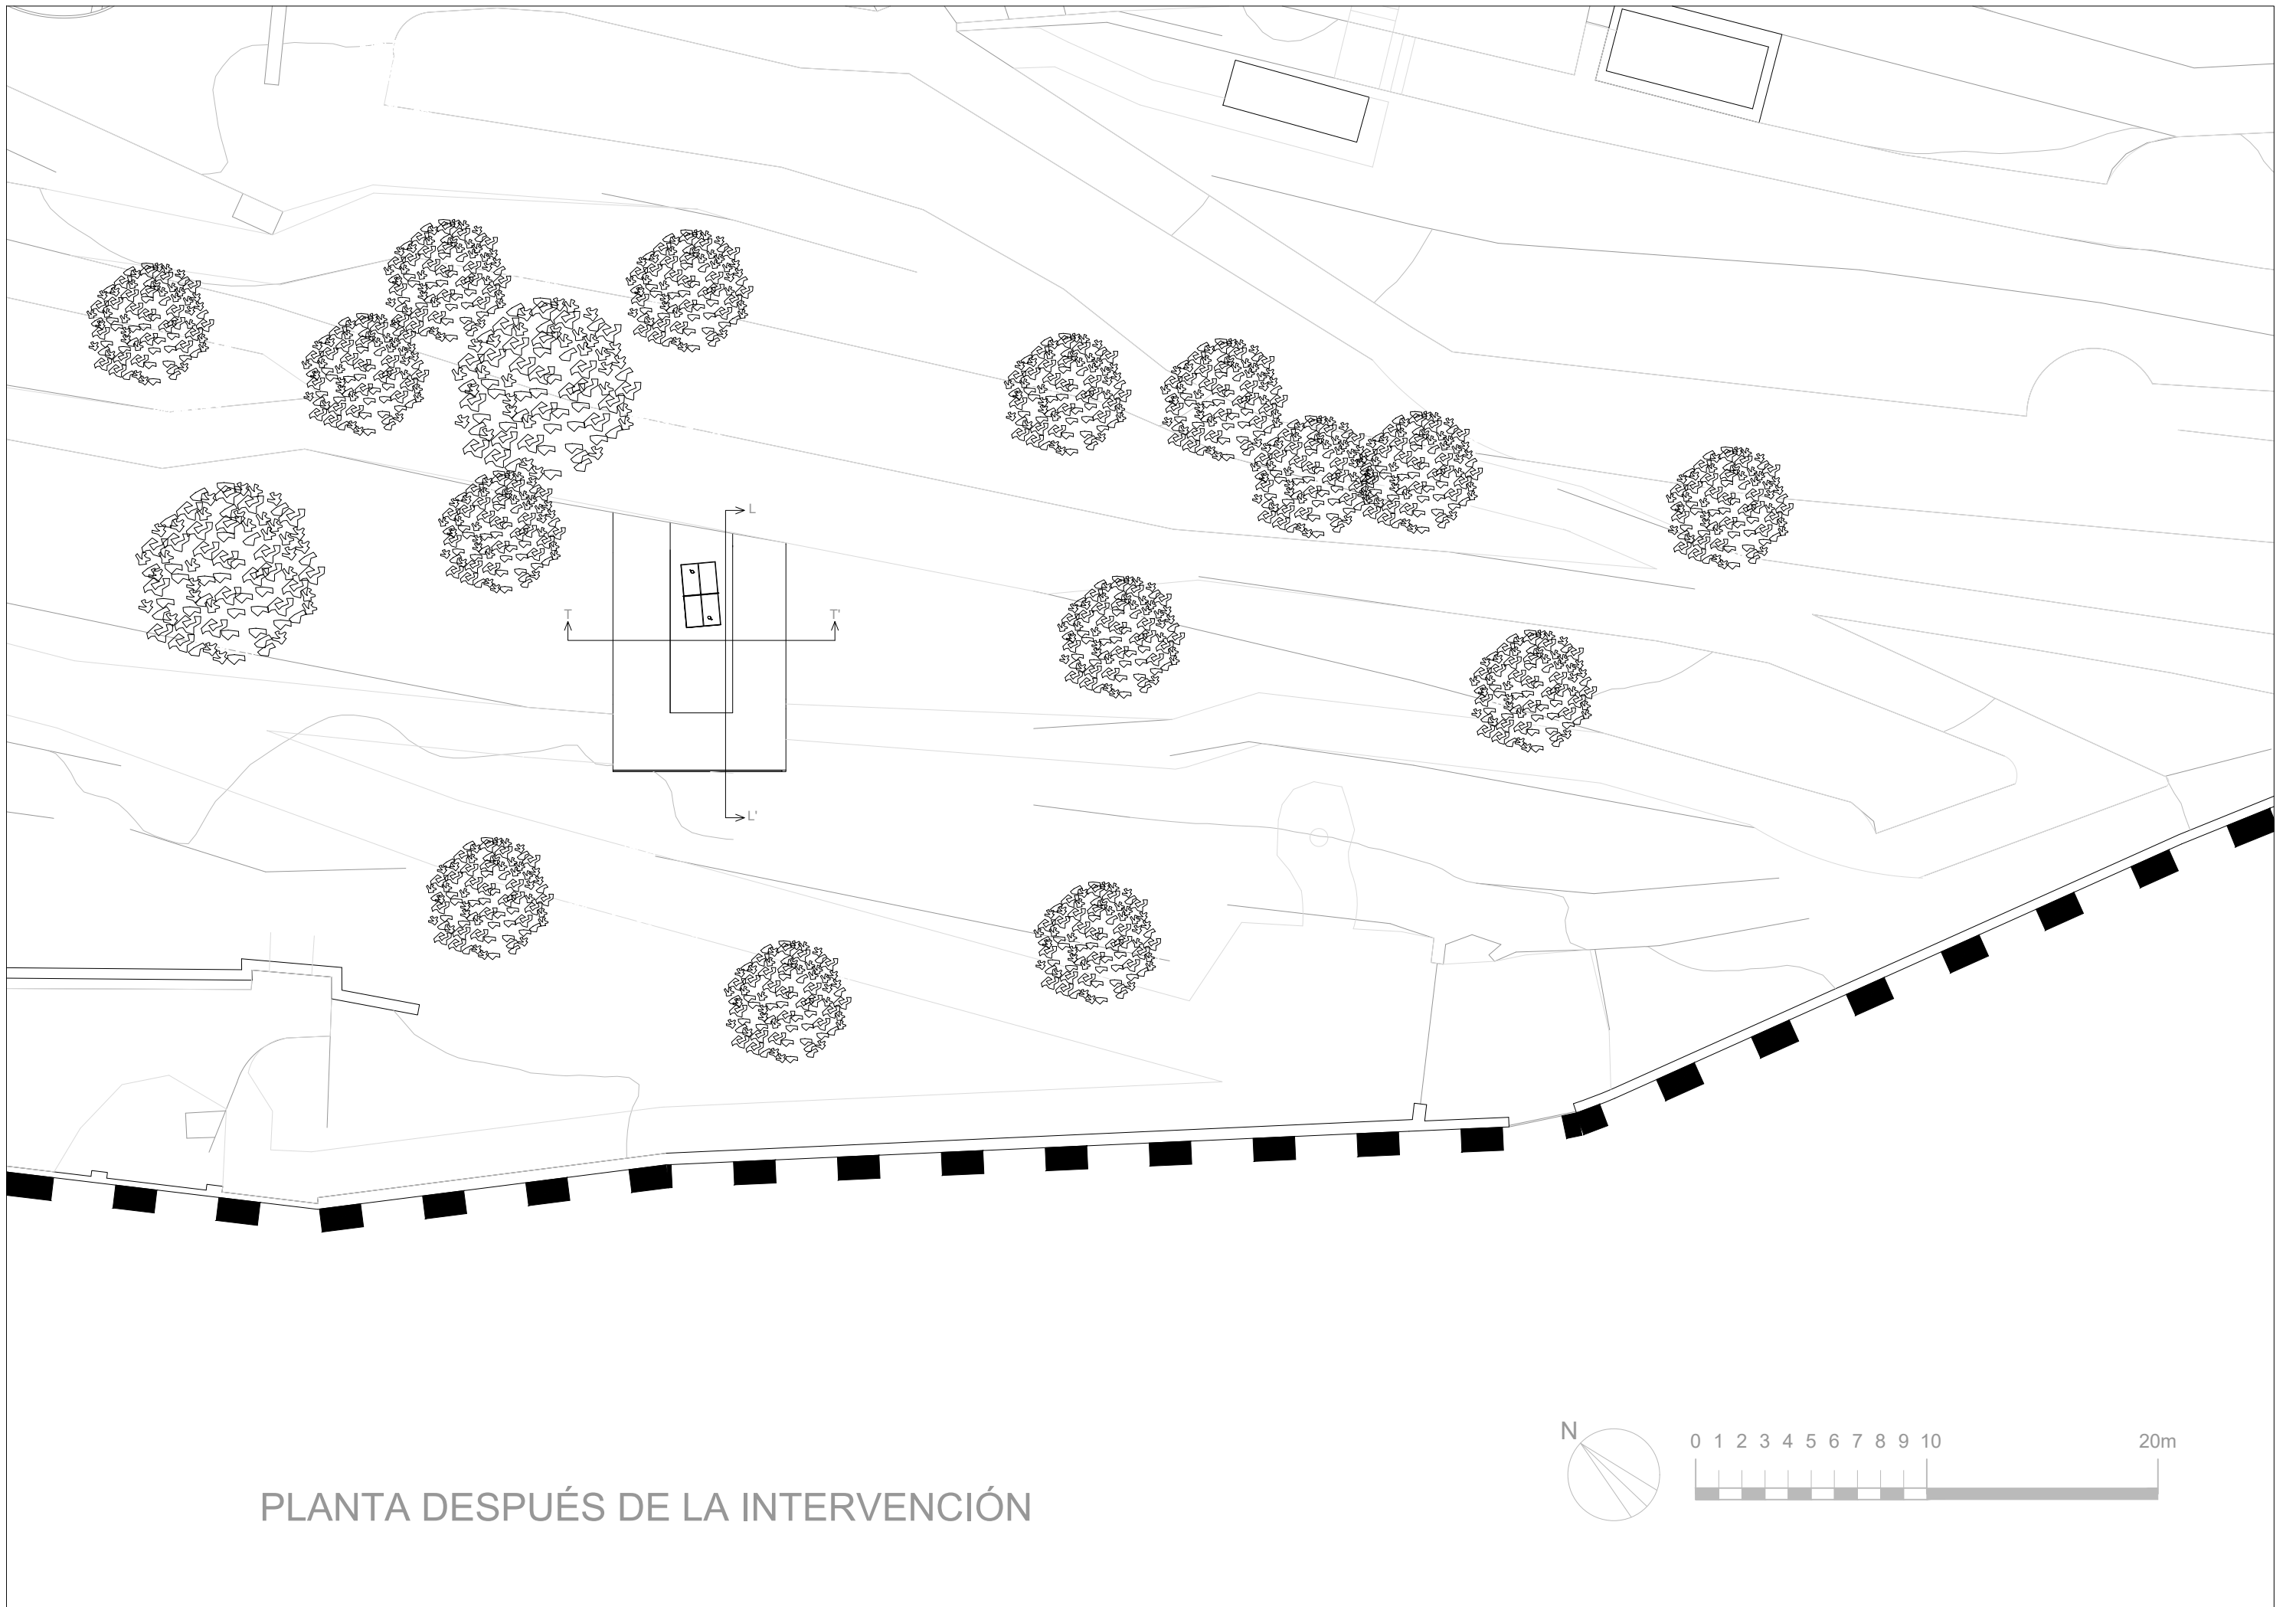 L
T T'
L'
N
0 1 2 3 4 5 6 7 8 9 10 20m
PLANTA DESPUÉS DE LA INTERVENCIÓN